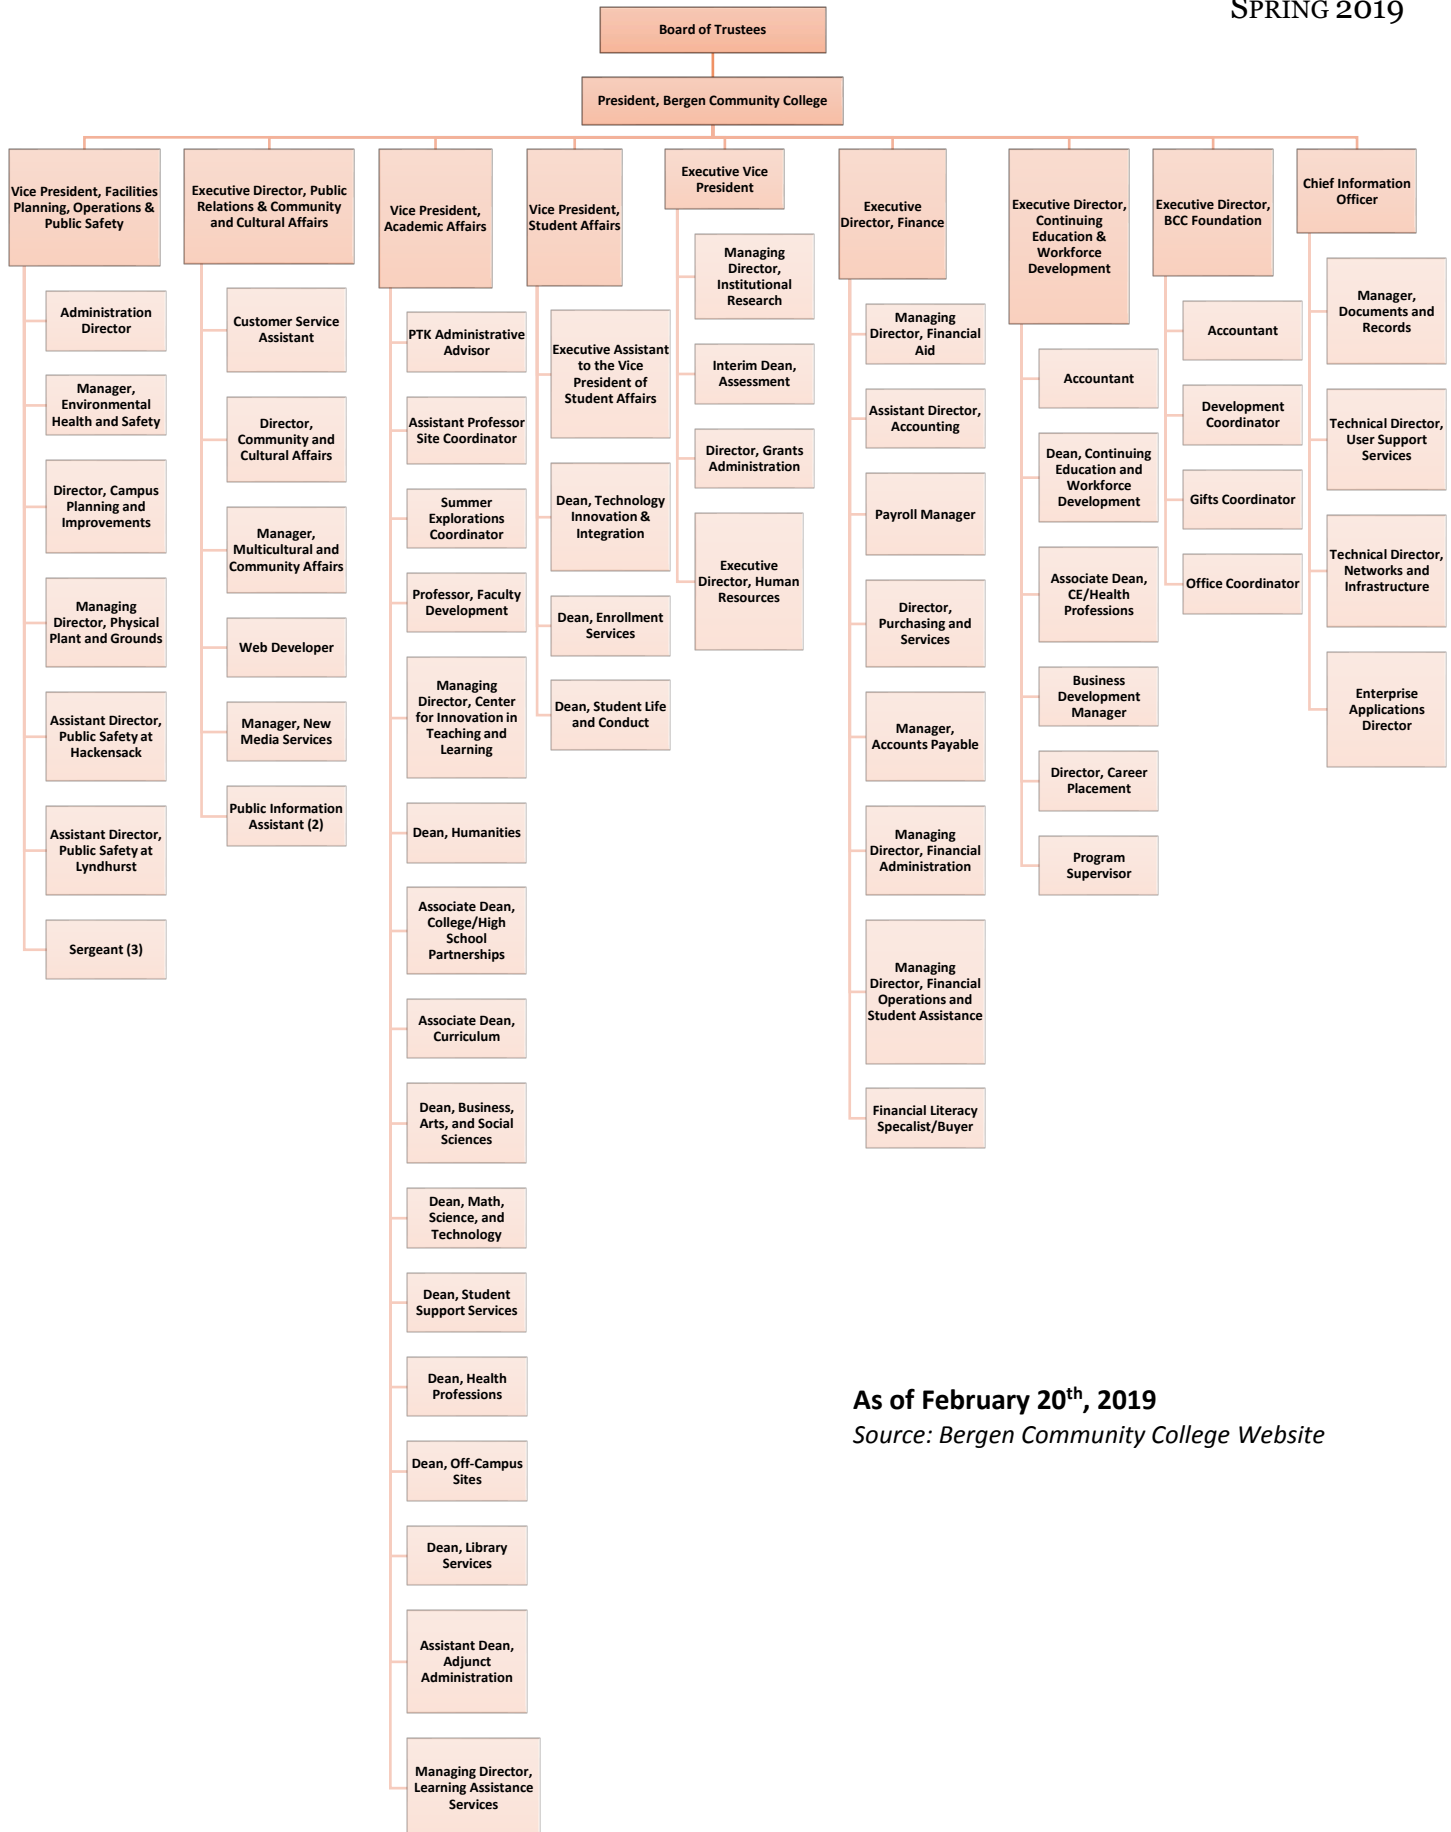 SPRING 2019
Board of Trustees
President, Bergen Community College
Vice President, Facilities
Planning, Operations &
Public Safety
Administration
Director
Manager,
Environmental
Health and Safety
Director, Campus
Planning and
Improvements
Managing
Director, Physical
Plant and Grounds
Assistant Director,
Public Safety at
Hackensack
Assistant Director,
Public Safety at
Lyndhurst
Sergeant (3)
Executive Director, Public
Relations & Community
and Cultural Affairs
Customer Service
Assistant
Director,
Community and
Cultural Affairs
Manager,
Multicultural and
Community Affairs
Web Developer
Manager, New
Media Services
Public Information
Assistant (2)
Vice President,
Academic Affairs
PTK Administrative
Advisor
Assistant Professor
Site Coordinator
Summer
Explorations
Coordinator
Professor, Faculty
Development
Managing
Director, Center
for Innovation in
Teaching and
Learning
Dean, Humanities
Associate Dean,
College/High
School
Partnerships
Associate Dean,
Curriculum
Dean, Business,
Arts, and Social
Sciences
Dean, Math,
Science, and
Technology
Dean, Student
Support Services
Dean, Health
Professions
Dean, Off-Campus
Sites
Dean, Library
Services
Assistant Dean,
Adjunct
Administration
Managing Director,
Learning Assistance
Services
Vice President,
Student Affairs
Executive Assistant
to the Vice
President of
Student Affairs
Dean, Technology
Innovation &
Integration
Dean, Enrollment
Services
Dean, Student Life
and Conduct
Executive Vice
President
Managing
Director,
Institutional
Research
Interim Dean,
Assessment
Director, Grants
Administration
Executive
Director, Human
Resources
Executive
Director, Finance
Managing
Director, Financial
Aid
Assistant Director,
Accounting
Payroll Manager
Director,
Purchasing and
Services
Manager,
Accounts Payable
Managing
Director, Financial
Administration
Managing
Director, Financial
Operations and
Student Assistance
Financial Literacy
Specalist/Buyer
Executive Director,
Continuing
Education &
Workforce
Development
Accountant
Dean, Continuing
Education and
Workforce
Development
Associate Dean,
CE/Health
Professions
Business
Development
Manager
Director, Career
Placement
Program
Supervisor
Executive Director,
BCC Foundation
Accountant
Development
Coordinator
Gifts Coordinator
Office Coordinator
Chief Information
Officer
Manager,
Documents and
Records
Technical Director,
User Support
Services
Technical Director,
Networks and
Infrastructure
Enterprise
Applications
Director
As of February 20th, 2019
Source: Bergen Community College Website